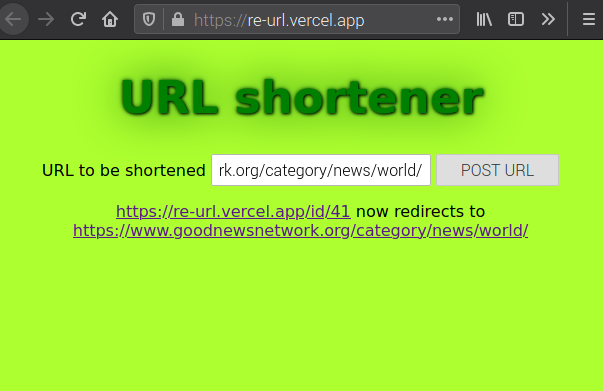 https://re-url.vercel.app
URL shortener
URL to be shortened rk.org/category/news/world/ POST URL
https://re-url.vercel.app/id/41 now redirects to
https://www.goodnewsnetwork.org/category/news/world/